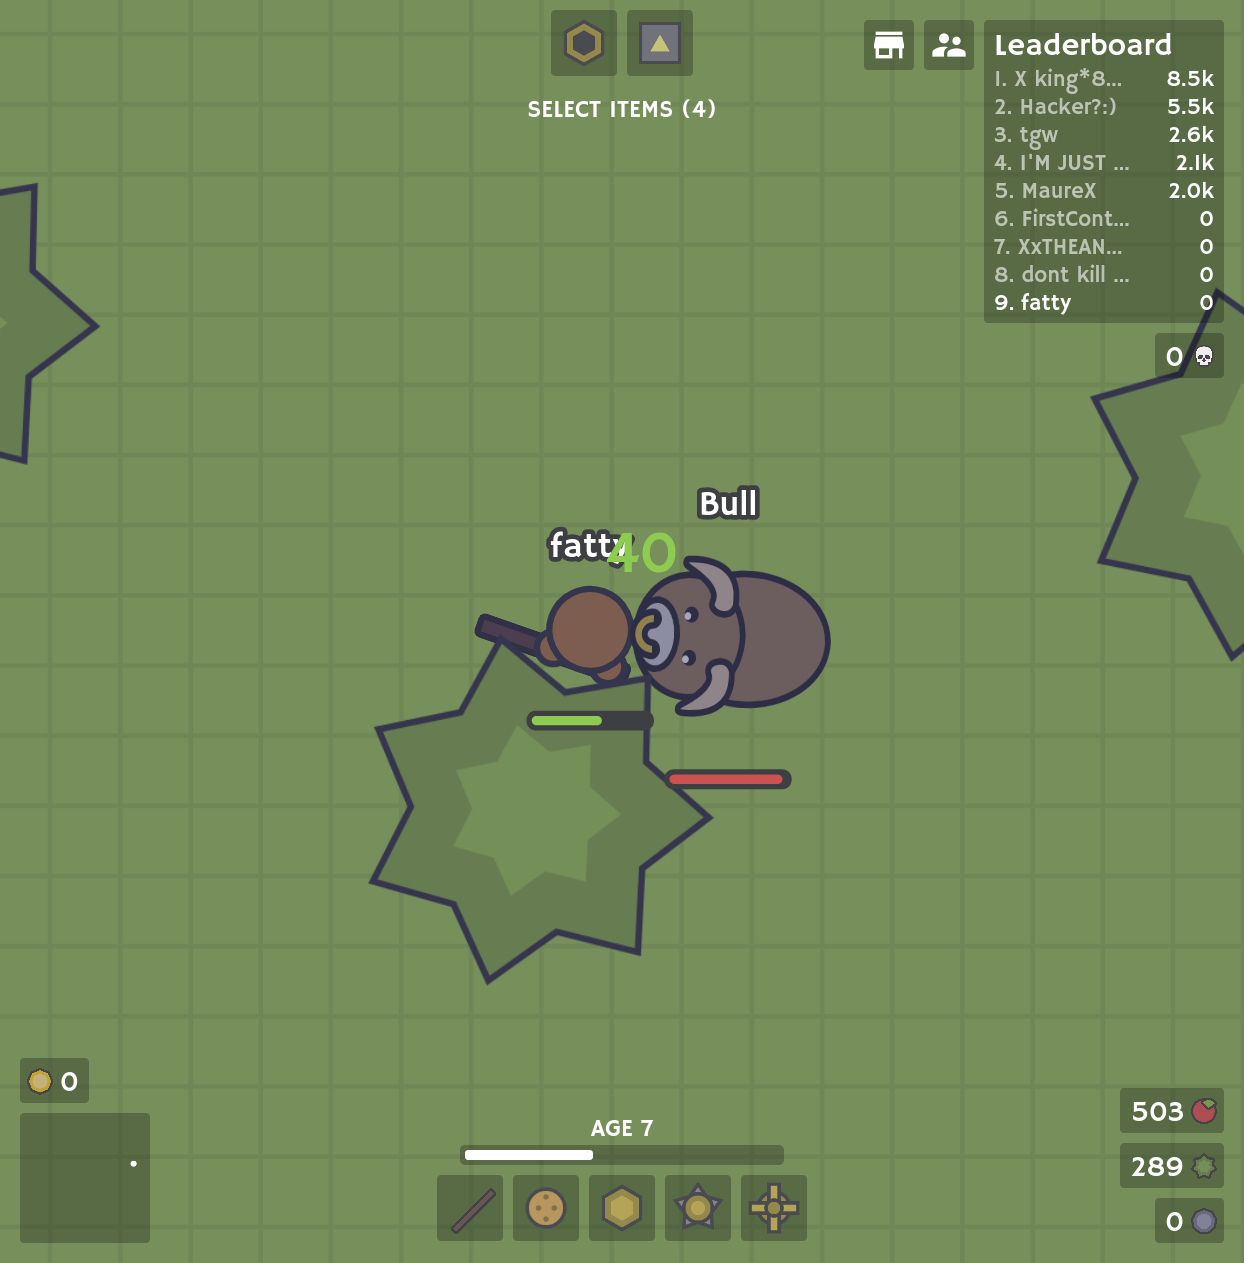 SELECT ITEMS (4)
Leaderboard
1. X king*8... 8.5k
2. Hacker?:) 5.5k
3. tgw 2.6k
4. I'M JUST ... 2.1k
5. MaureX 2.0k
6. FirstCont... 0
7. XxTHEAN... 0
8. dont kill ... 0
9. fatty 0
0
Bull
fatty
40
0
AGE 7
503
289
0